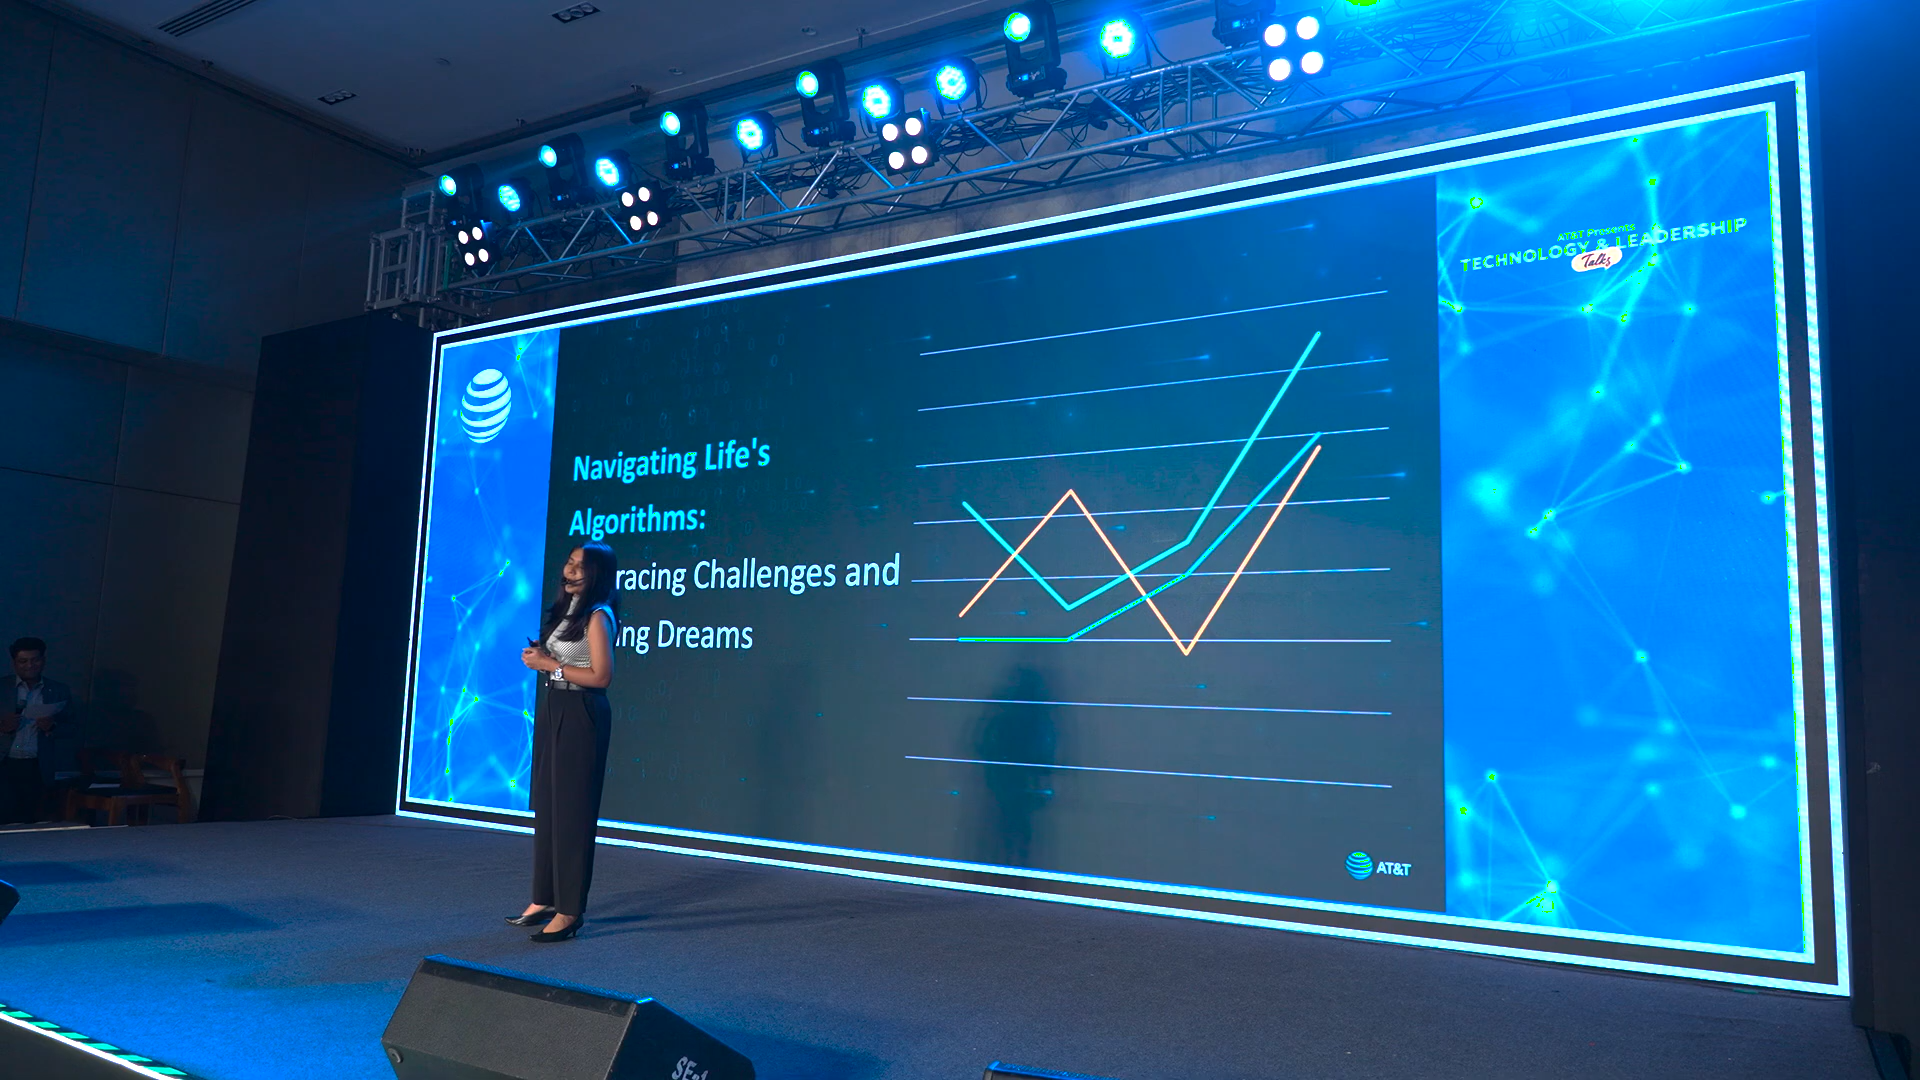 AT&T Presents
TECHNOLOGY & LEADERSHIP
Talks
Navigating Life's
Algorithms:
racing Challenges and
ing Dreams
AT&T